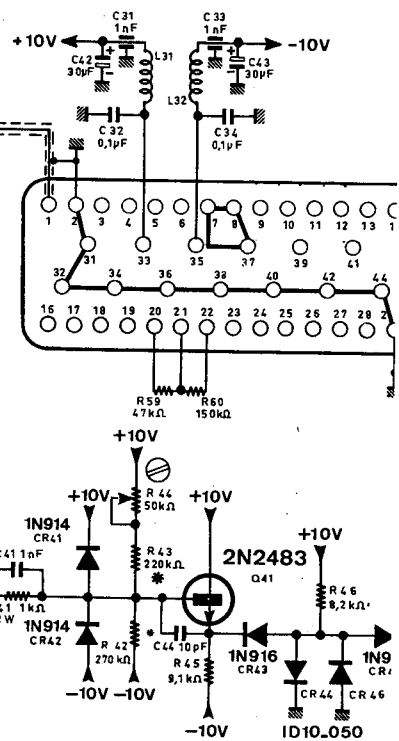 C31
1nF
C33
1nF
+10V
-10V
C42
30µF
+
-
L31
L32
+
-
C43
30µF
C32
0,1µF
C34
0,1µF
1 2 3 4 5 6 7 8 9 10 11 12 13
31 33 35 37 39 41
32 34 36 38 40 42 44
16 17 18 19 20 21 22 23 24 25 26 27 28 2
R59
47kΩ
R60
150kΩ
+10V
+10V
R44
50kΩ
+10V
1N914
CR41
R43
220kΩ
*
2N2483
Q41
+10V
C41 1nF
41 1kΩ
W
1N914
CR42
R42
270kΩ
*
C44 10pF
R45
9,1kΩ
R46
8,2kΩ
1N916
CR43
CR44
CR46
1N9
CR4
-10V
-10V
-10V
ID10_050